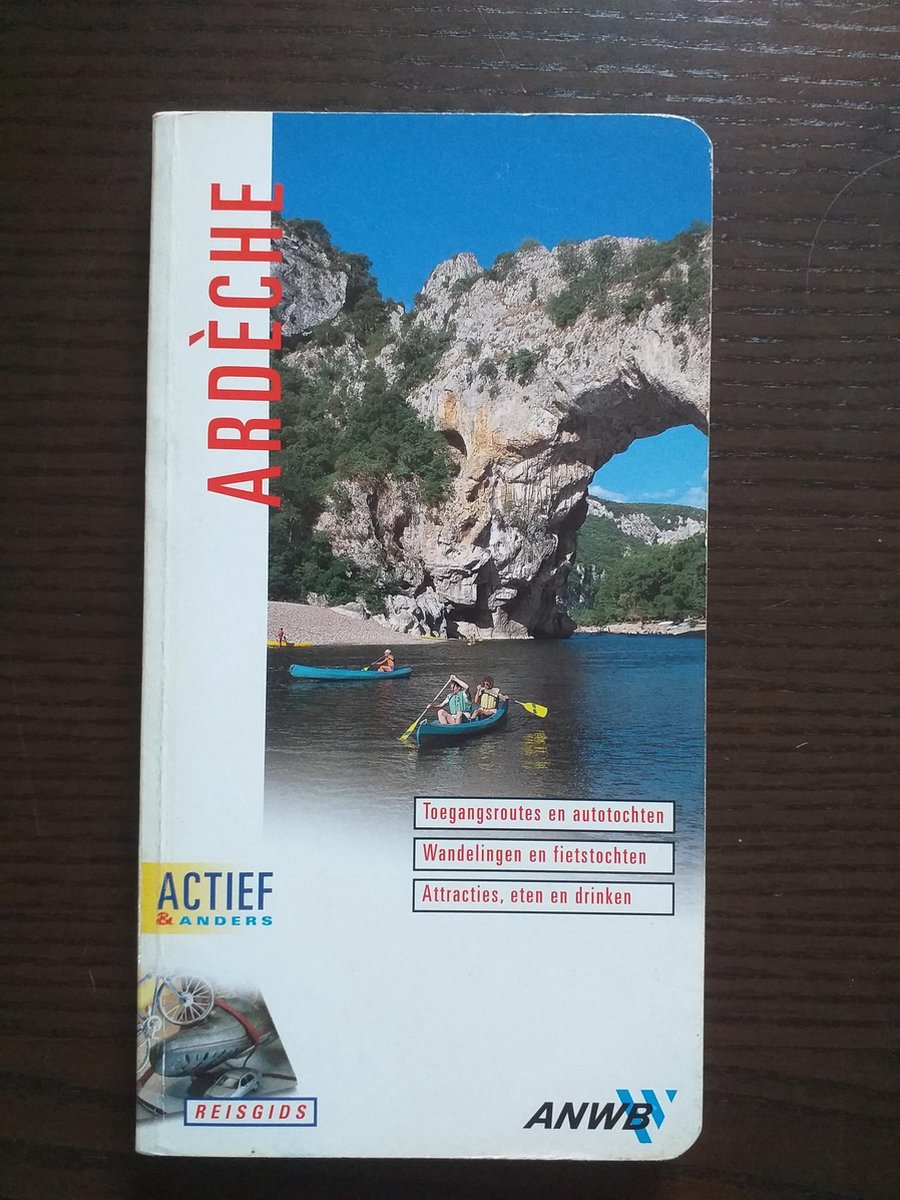 ARDÈCHE
Toegangsroutes en autotochten
Wandelingen en fietstochten
Attracties, eten en drinken
ACTIEF
& ANDERS
REISGIDS
ANWB